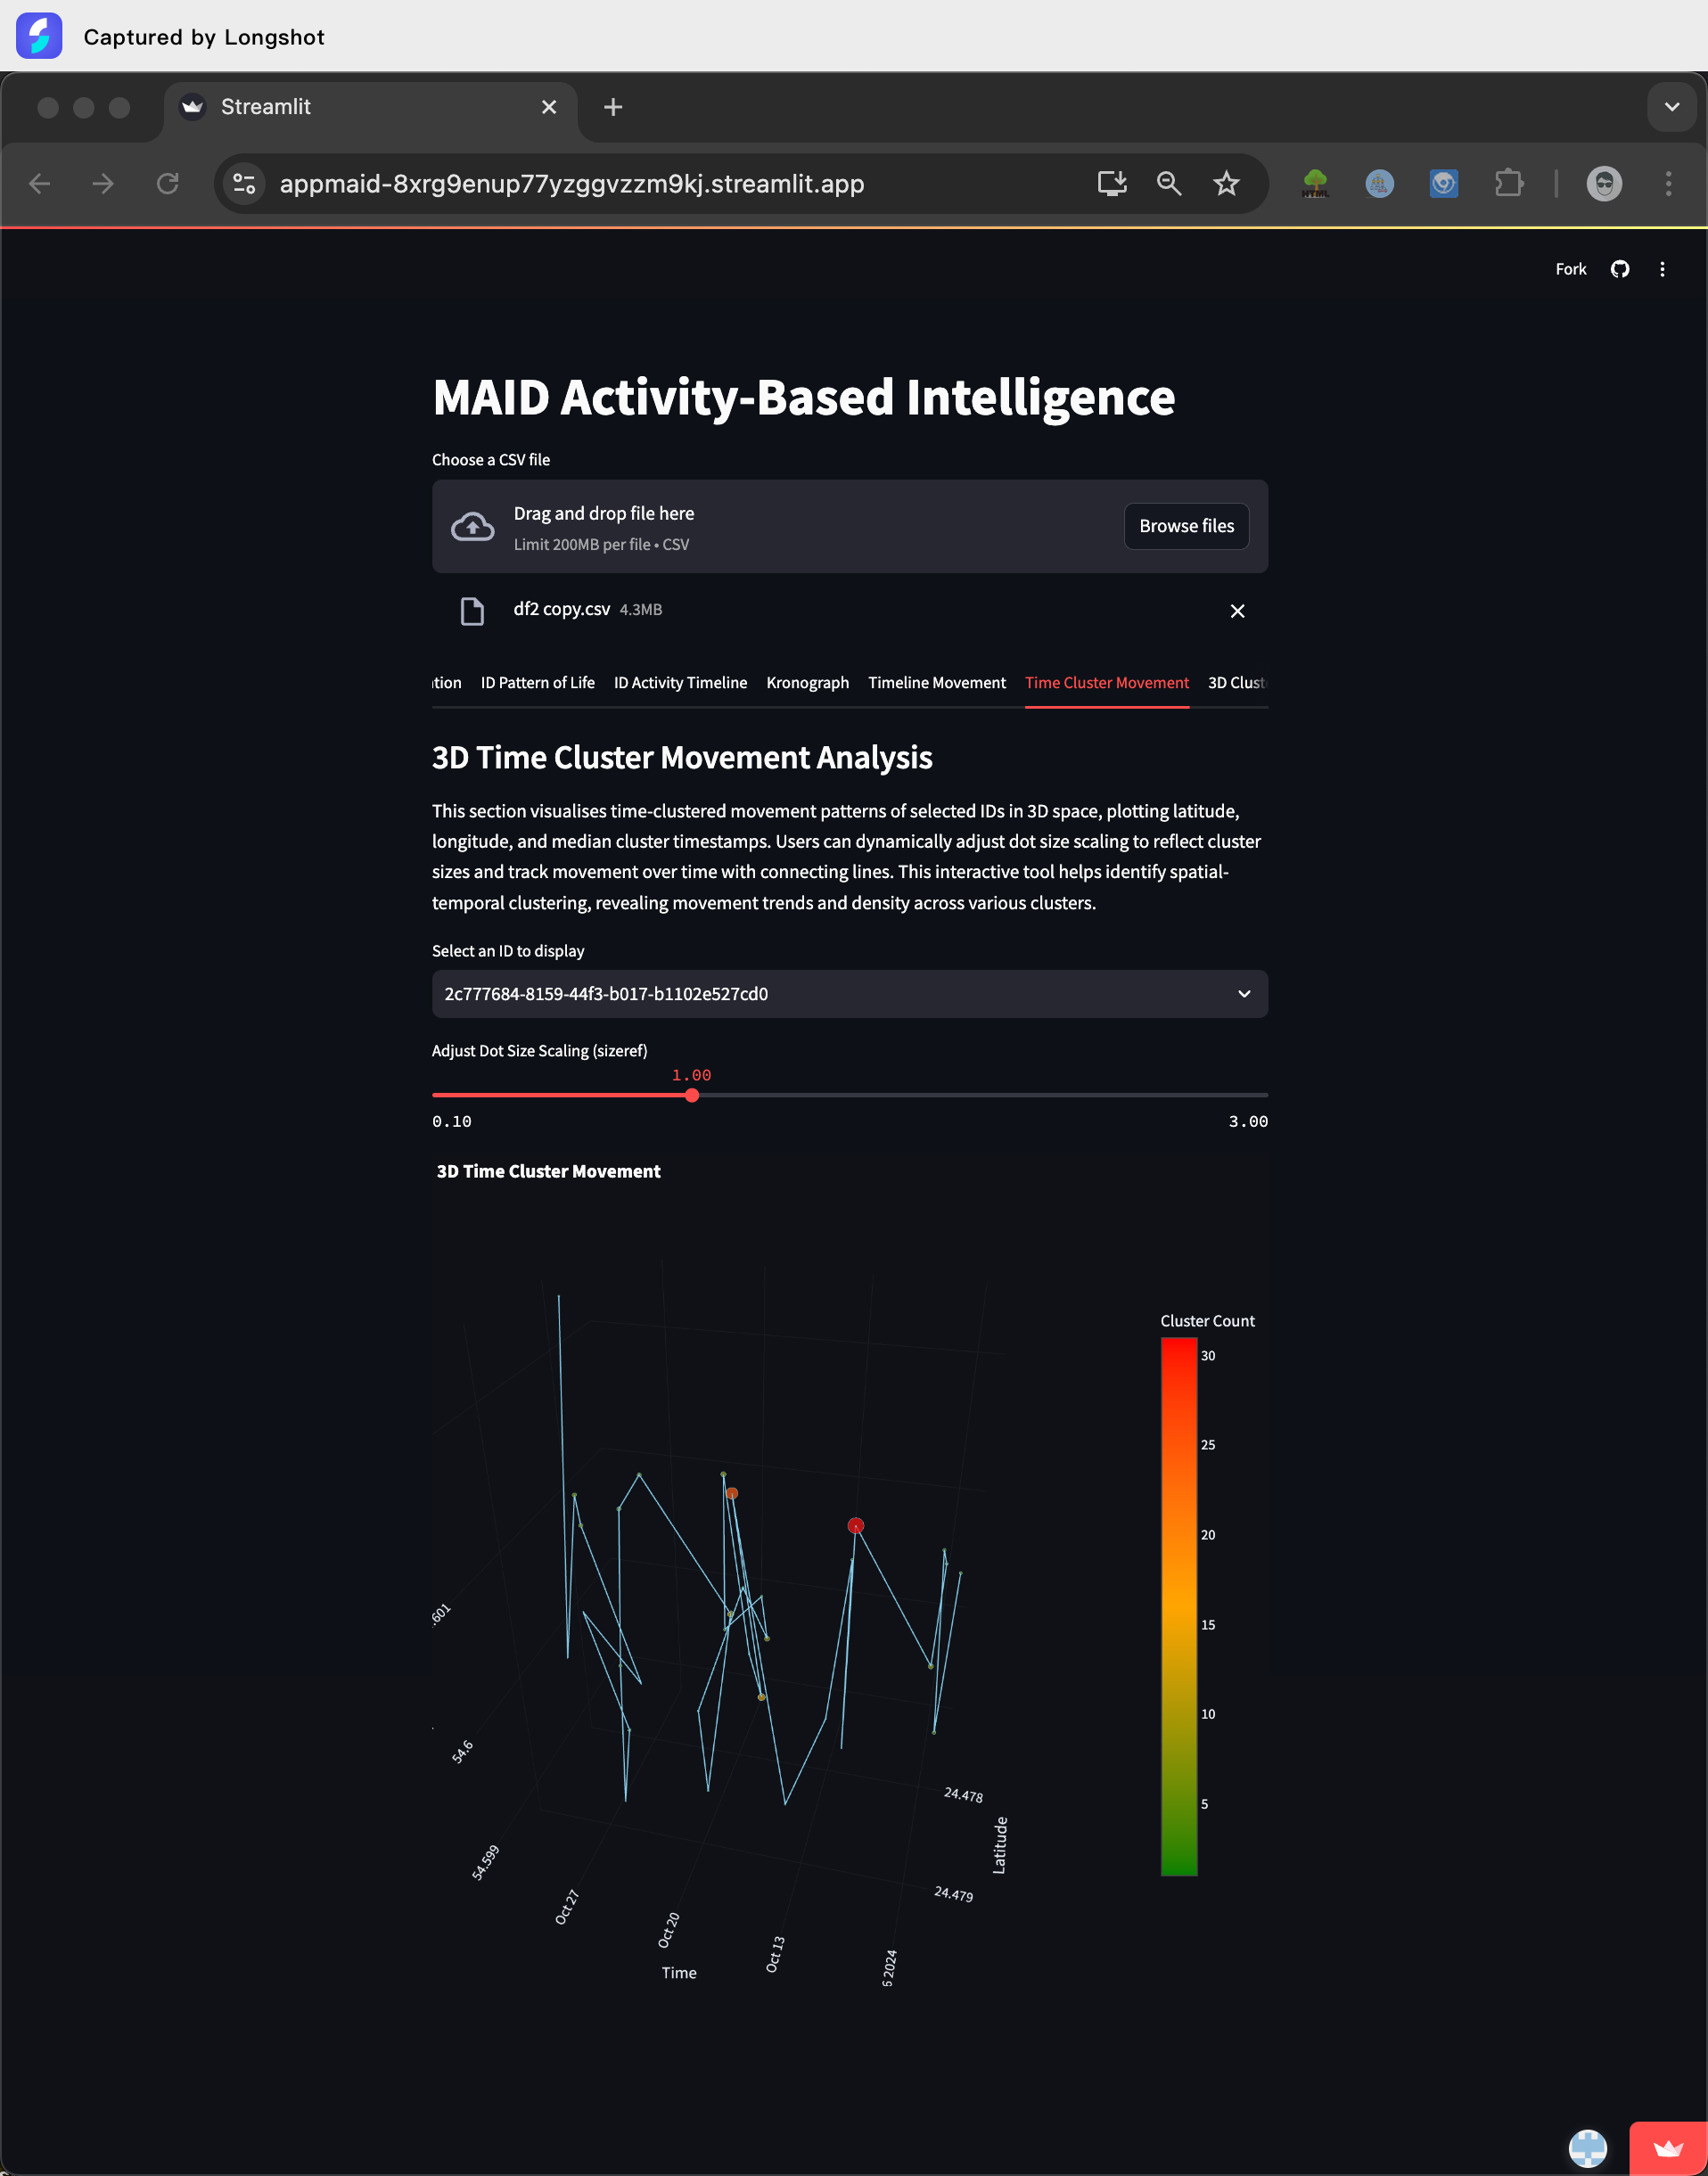 Captured by Longshot
Streamlit
appmaid-8xrg9enup77yzggvzzm9kj.streamlit.app
HTML
Fork
MAID Activity-Based Intelligence
Choose a CSV file
Drag and drop file here
Limit 200MB per file • CSV
Browse files
df2 copy.csv 4.3MB
tion
ID Pattern of Life
ID Activity Timeline
Kronograph
Timeline Movement
Time Cluster Movement
3D Clust
3D Time Cluster Movement Analysis
This section visualises time-clustered movement patterns of selected IDs in 3D space, plotting latitude,
longitude, and median cluster timestamps. Users can dynamically adjust dot size scaling to reflect cluster
sizes and track movement over time with connecting lines. This interactive tool helps identify spatial-
temporal clustering, revealing movement trends and density across various clusters.
Select an ID to display
2c777684-8159-44f3-b017-b1102e527cd0
Adjust Dot Size Scaling (sizeref)
1.00
0.10
3.00
3D Time Cluster Movement
Cluster Count
30
25
20
15
10
5
.601
54.6
54.599
Oct 27
Oct 20
Oct 13
6 2024
Time
24.478
24.479
Latitude